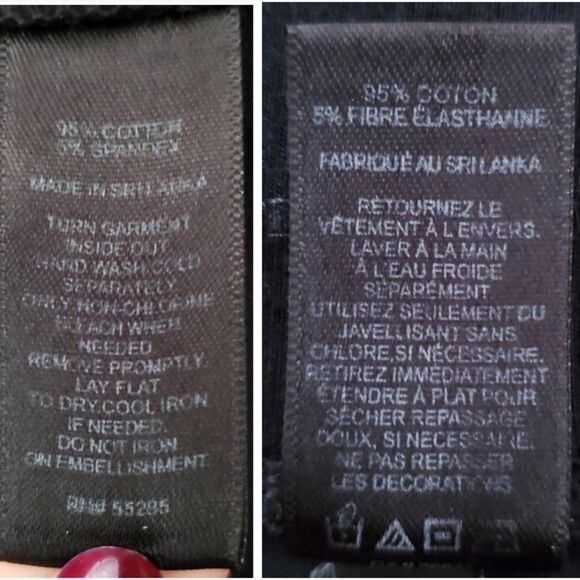 95% COTTON
5% SPANDEX
MADE IN SRI LANKA
TURN GARMENT
INSIDE OUT
HAND WASH COLD
SEPARATELY
ONLY NON-CHLORINE
BLEACH WHEN
NEEDED
REMOVE PROMPTLY
LAY FLAT
TO DRY.COOL IRON
IF NEEDED.
DO NOT IRON
ON EMBELLISHMENT
RN# 55285
95% COTON
5% FIBRE ÉLASTHANNE
FABRIQUÉ AU SRI LANKA
RETOURNEZ LE
VÊTEMENT À L'ENVERS.
LAVER À LA MAIN
À L'EAU FROIDE
SÉPARÉMENT
UTILISEZ SEULEMENT DU
JAVELLISANT SANS
CHLORE,SI NÉCESSAIRE.
RETIREZ IMMÉDIATEMENT
ÉTENDRE À PLAT POUR
SÉCHER REPASSAGE
DOUX, SI NÉCESSAIRE.
NE PAS REPASSER
LES DÉCORATIONS